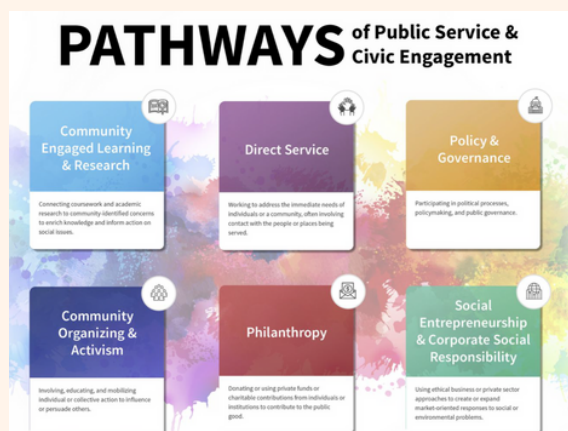 PATHWAYS of Public Service &
Civic Engagement
Community
Engaged Learning
& Research
Connecting coursework and academic
research to community-identified concerns
to enrich knowledge and inform action on
social issues.
Direct Service
Working to address the immediate needs of
individuals or a community, often involving
contact with the people or places being
served.
Policy &
Governance
Participating in political processes,
policymaking, and public governance.
Community
Organizing &
Activism
Involving, educating, and mobilizing
individual or collective action to influence
or persuade others.
Philanthropy
Donating or using private funds or
charitable contributions from individuals or
institutions to contribute to the public
good.
Social
Entrepreneurship
& Corporate Social
Responsibility
Using ethical business or private sector
approaches to create or expand
market-oriented responses to social or
environmental problems.